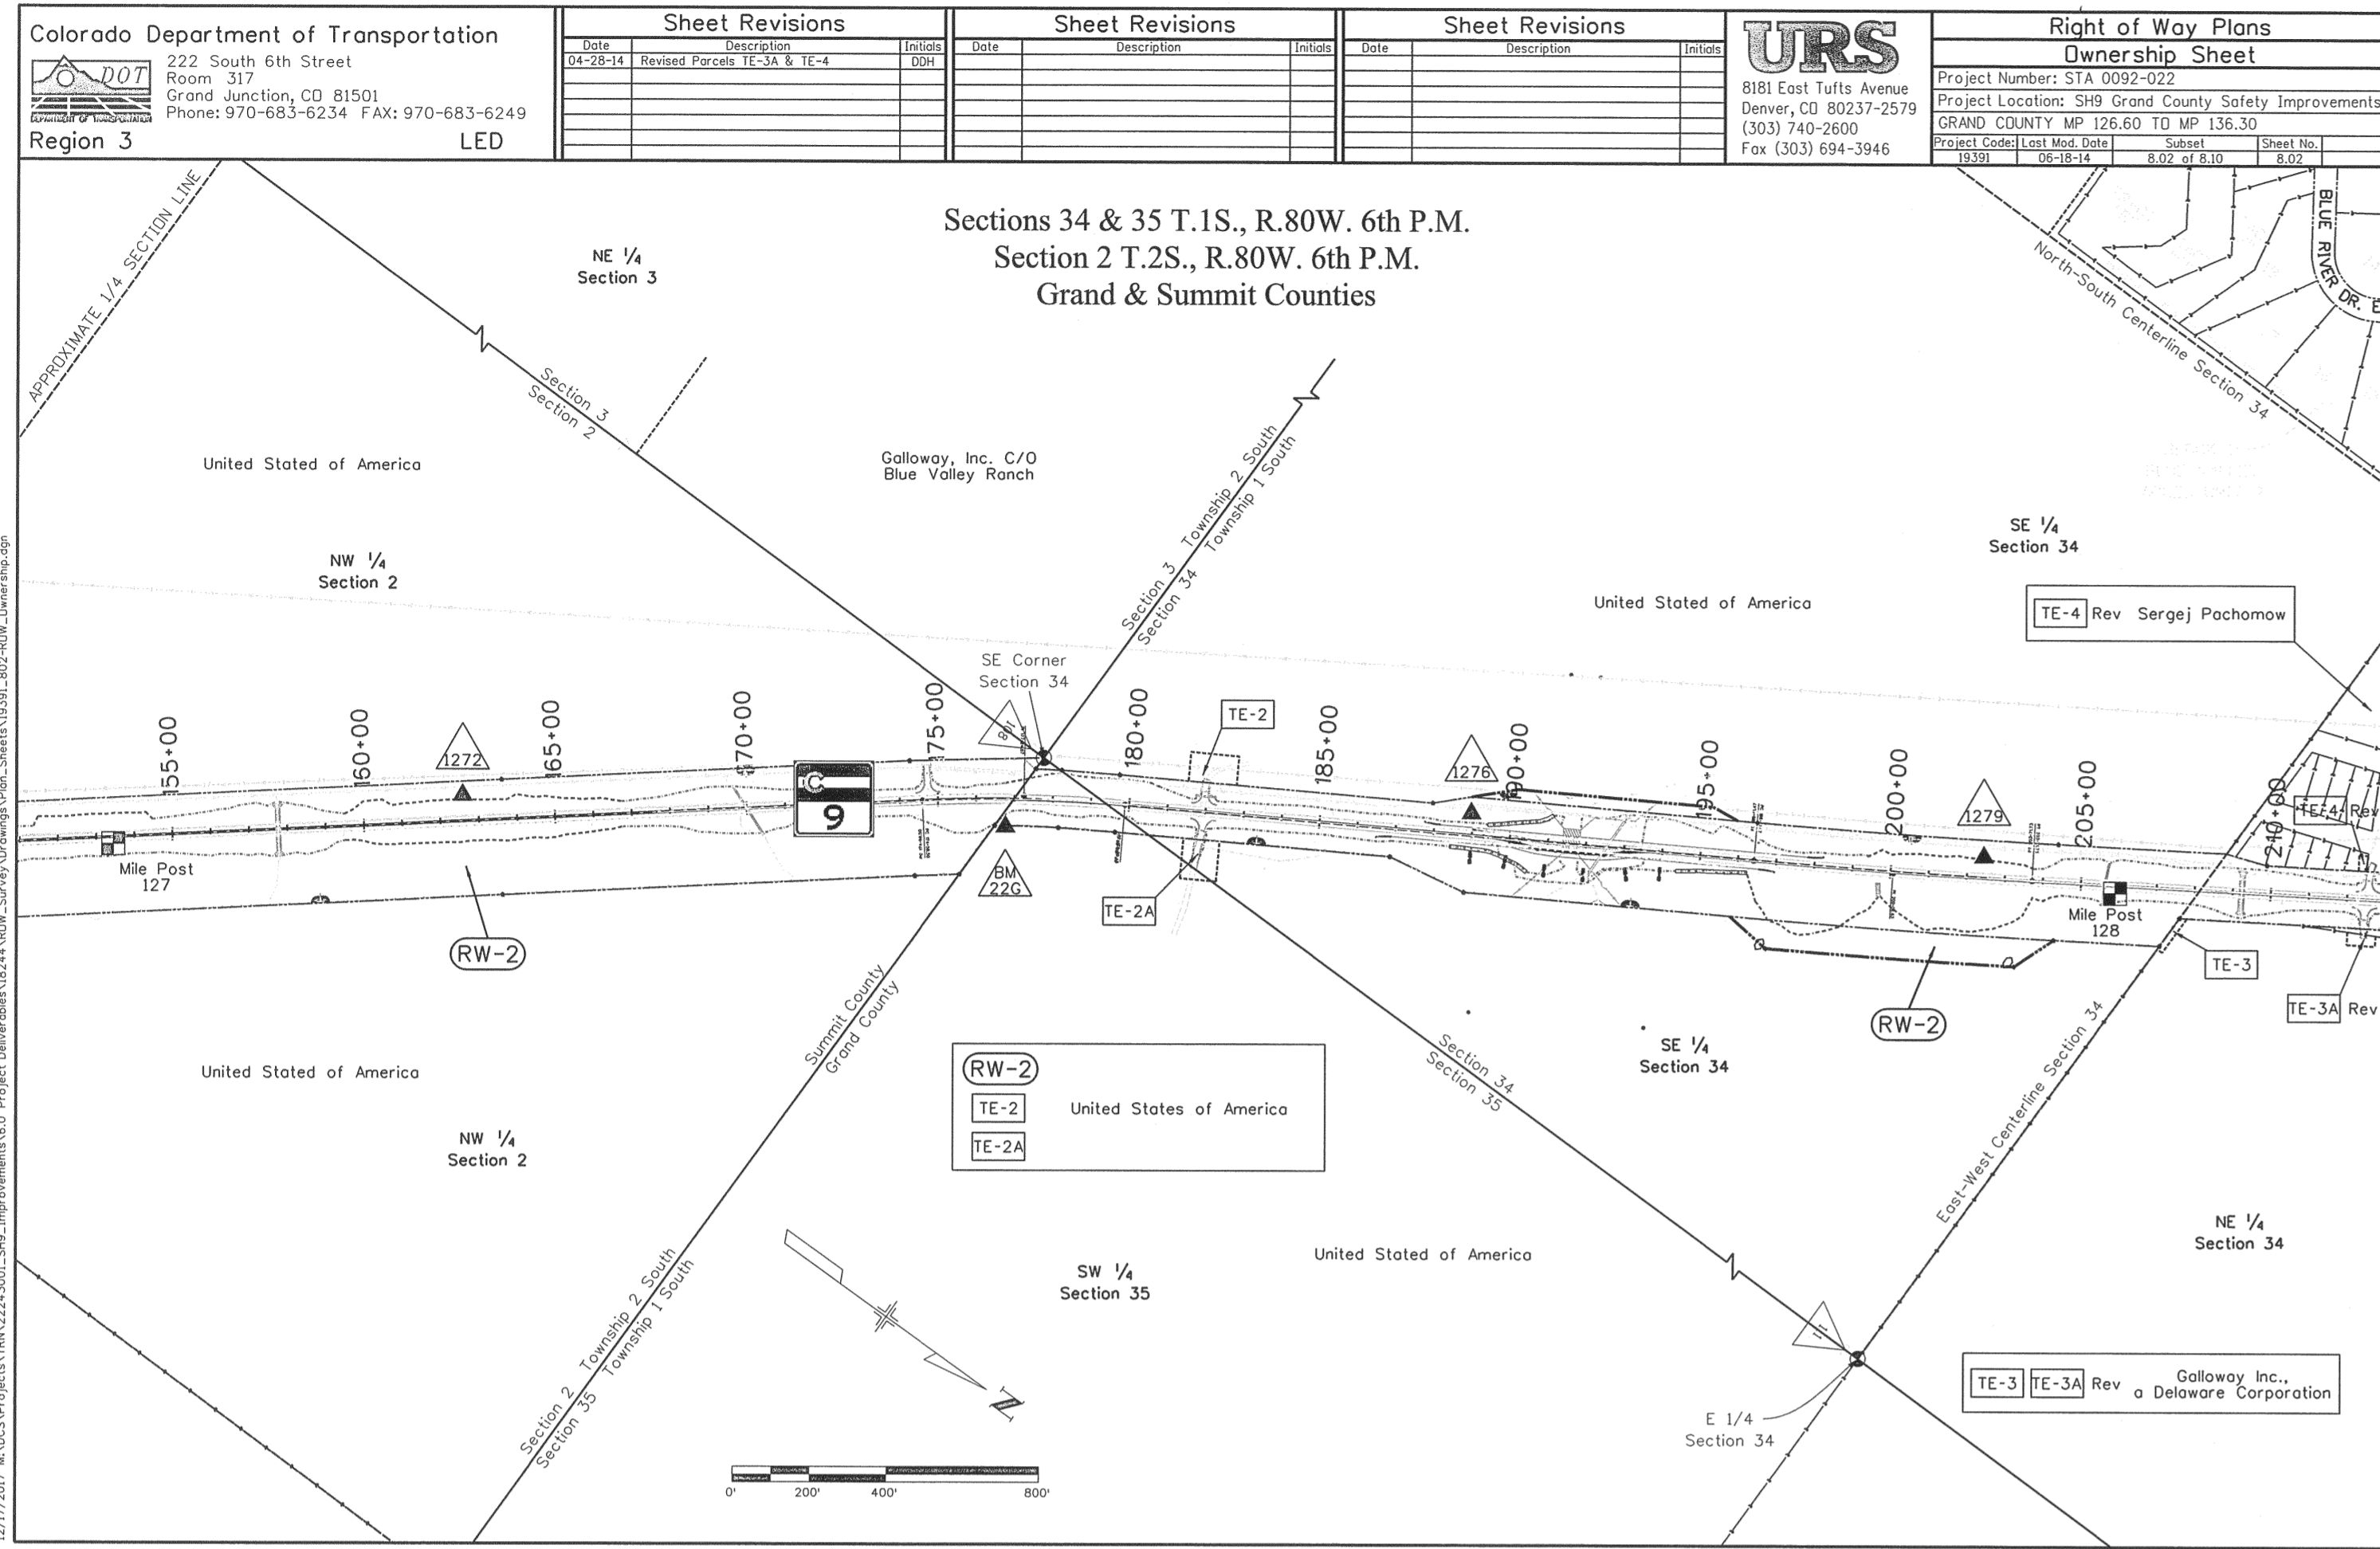 Colorado Department of Transportation
222 South 6th Street
Room 317
Grand Junction, CO 81501
Phone: 970-683-6234 FAX: 970-683-6249
DOT
DEPARTMENT OF TRANSPORTATION
Region 3
LED
Sheet Revisions
Date Description Initials
04-28-14 Revised Parcels TE-3A & TE-4 DDH
Sheet Revisions
Date Description Initials
Sheet Revisions
Date Description Initials
URS
8181 East Tufts Avenue
Denver, CO 80237-2579
(303) 740-2600
Fax (303) 694-3946
Right of Way Plans
Ownership Sheet
Project Number: STA 0092-022
Project Location: SH9 Grand County Safety Improvements
GRAND COUNTY MP 126.60 TO MP 136.30
Project Code: Last Mod. Date Subset Sheet No.
19391 06-18-14 8.02 of 8.10 8.02
Sections 34 & 35 T.1S., R.80W. 6th P.M.
Section 2 T.2S., R.80W. 6th P.M.
Grand & Summit Counties
APPROXIMATE 1/4 SECTION LINE
NE 1/4
Section 3
Section 3
Section 2
BLUE RIVER DR. E
North-South Centerline Section 34
United Stated of America
Galloway, Inc. C/O
Blue Valley Ranch
Township 2 South
Township 1 South
Section 3
Section 34
NW 1/4
Section 2
SE 1/4
Section 34
United Stated of America
TE-4 Rev Sergej Pachomow
SE Corner
Section 34
108
155+00
160+00
165+00
170+00
175+00
180+00
185+00
190+00
195+00
200+00
205+00
210+00
1272
TE-2
1276
1279
TE-4 Rev
C
9
Mile Post
127
BM
22G
TE-2A
Mile Post
128
RW-2
TE-3
TE-3A Rev
RW-2
Summit County
Grand County
Section 34
Section 35
SE 1/4
Section 34
East-West Centerline Section 34
United Stated of America
RW-2
TE-2
TE-2A
United States of America
NW 1/4
Section 2
NE 1/4
Section 34
United Stated of America
SW 1/4
Section 35
Township 2 South
Township 1 South
Section 2
Section 35
N
11
E 1/4
Section 34
TE-3 TE-3A Rev Galloway Inc.,
a Delaware Corporation
0' 200' 400' 800'